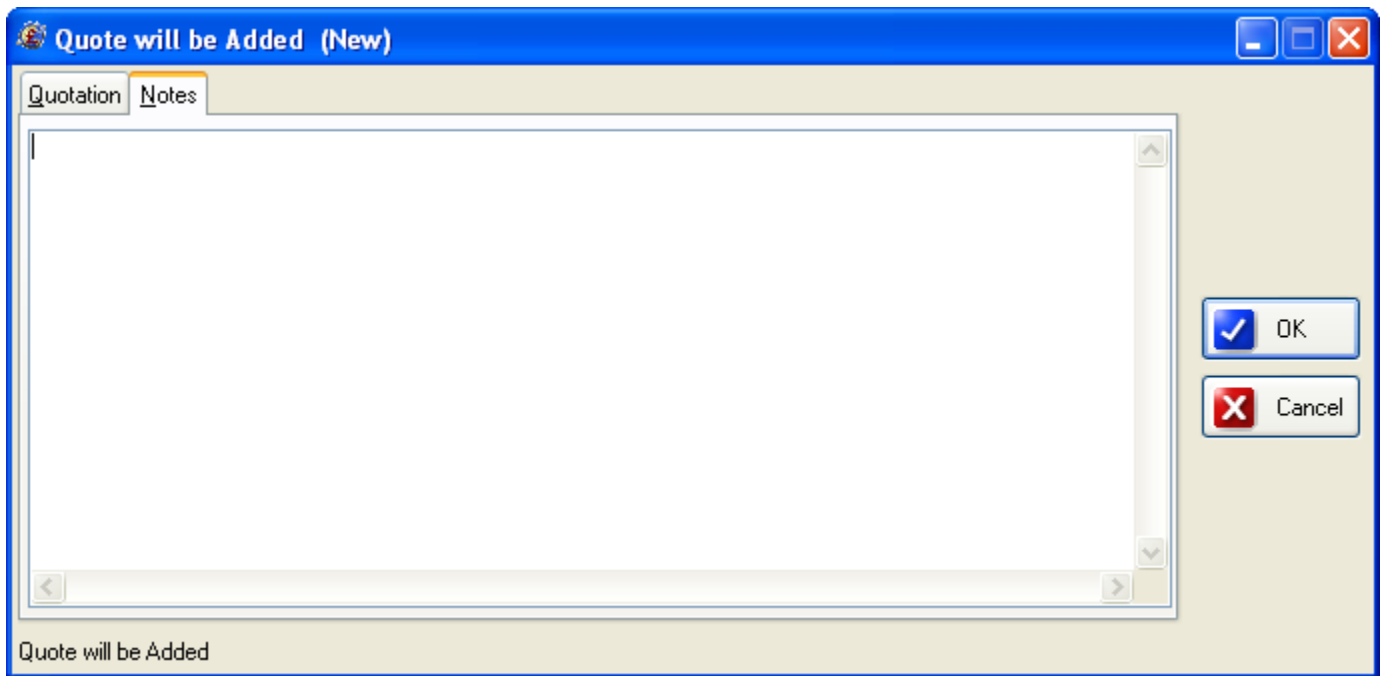 Quote will be Added (New)
Quotation Notes
OK
Cancel
Quote will be Added